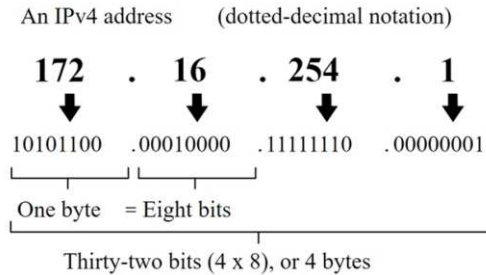 An IPv4 address (dotted-decimal notation)
172 . 16 . 254 . 1
10101100 .00010000 .11111110 .00000001
One byte = Eight bits
Thirty-two bits (4 x 8), or 4 bytes